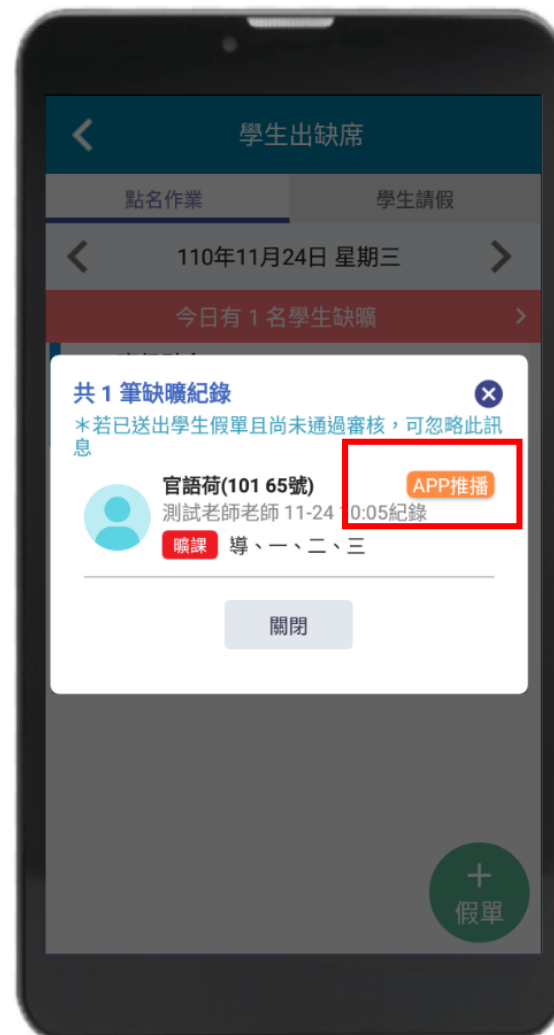 學生出缺席
點名作業
學生請假
110年11月24日 星期三
今日有 1 名學生缺曠
共 1 筆缺曠紀錄
＊若已送出學生假單且尚未通過審核，可忽略此訊
息
官語荷(101 65號)
APP推播
測試老師老師 11-24 10:05紀錄
曠課 導、一、二、三
關閉
＋
假單